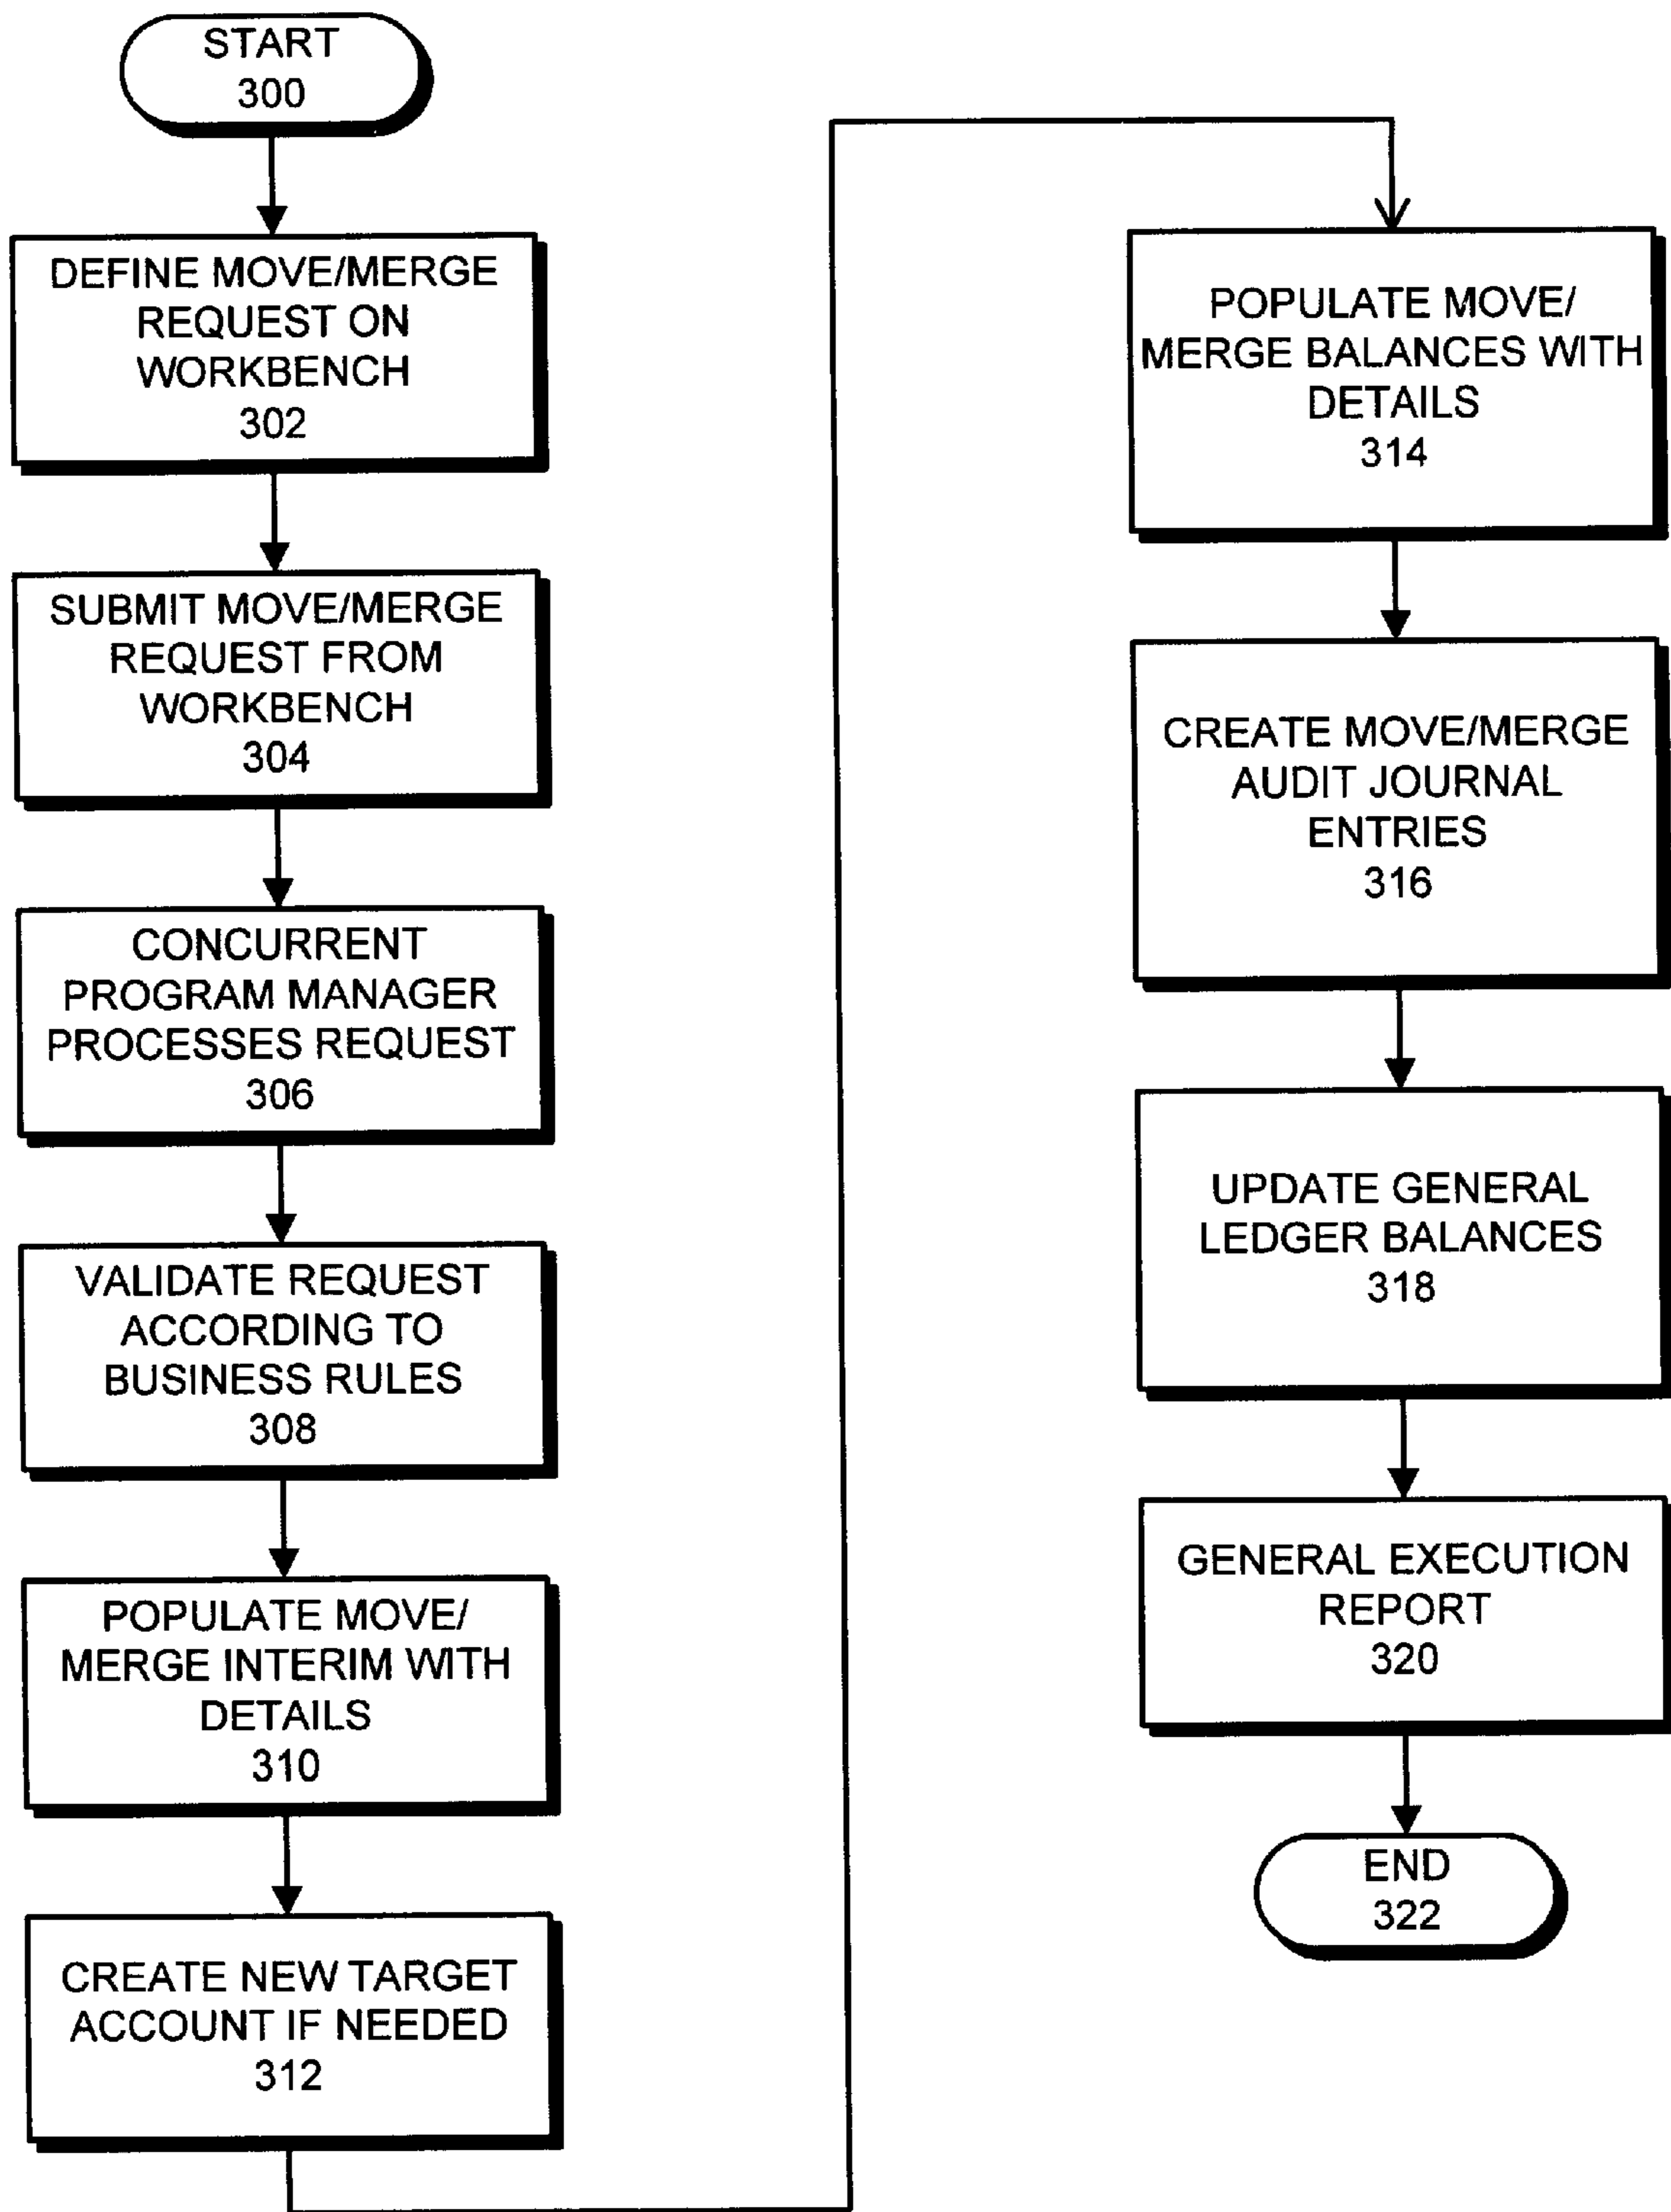 START
300
DEFINE MOVE/MERGE
REQUEST ON
WORKBENCH
302
SUBMIT MOVE/MERGE
REQUEST FROM
WORKBENCH
304
CONCURRENT
PROGRAM MANAGER
PROCESSES REQUEST
306
VALIDATE REQUEST
ACCORDING TO
BUSINESS RULES
308
POPULATE MOVE/
MERGE INTERIM WITH
DETAILS
310
CREATE NEW TARGET
ACCOUNT IF NEEDED
312
POPULATE MOVE/
MERGE BALANCES WITH
DETAILS
314
CREATE MOVE/MERGE
AUDIT JOURNAL
ENTRIES
316
UPDATE GENERAL
LEDGER BALANCES
318
GENERAL EXECUTION
REPORT
320
END
322